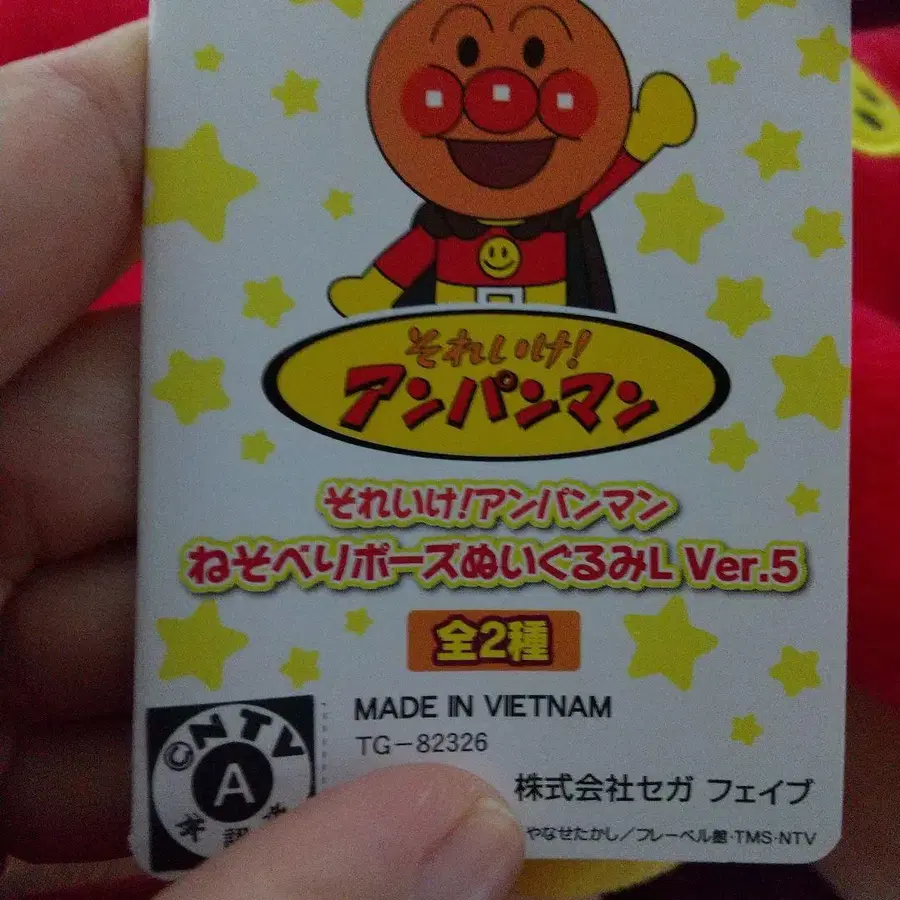 それいけ!
アンパンマン
それいけ!アンパンマン
ねそべりポーズぬいぐるみL Ver.5
全2種
MADE IN VIETNAM
TG-82326
©NTV
A
株式会社セガ フェイブ
やなせたかし/フレーベル館・TMS・NTV